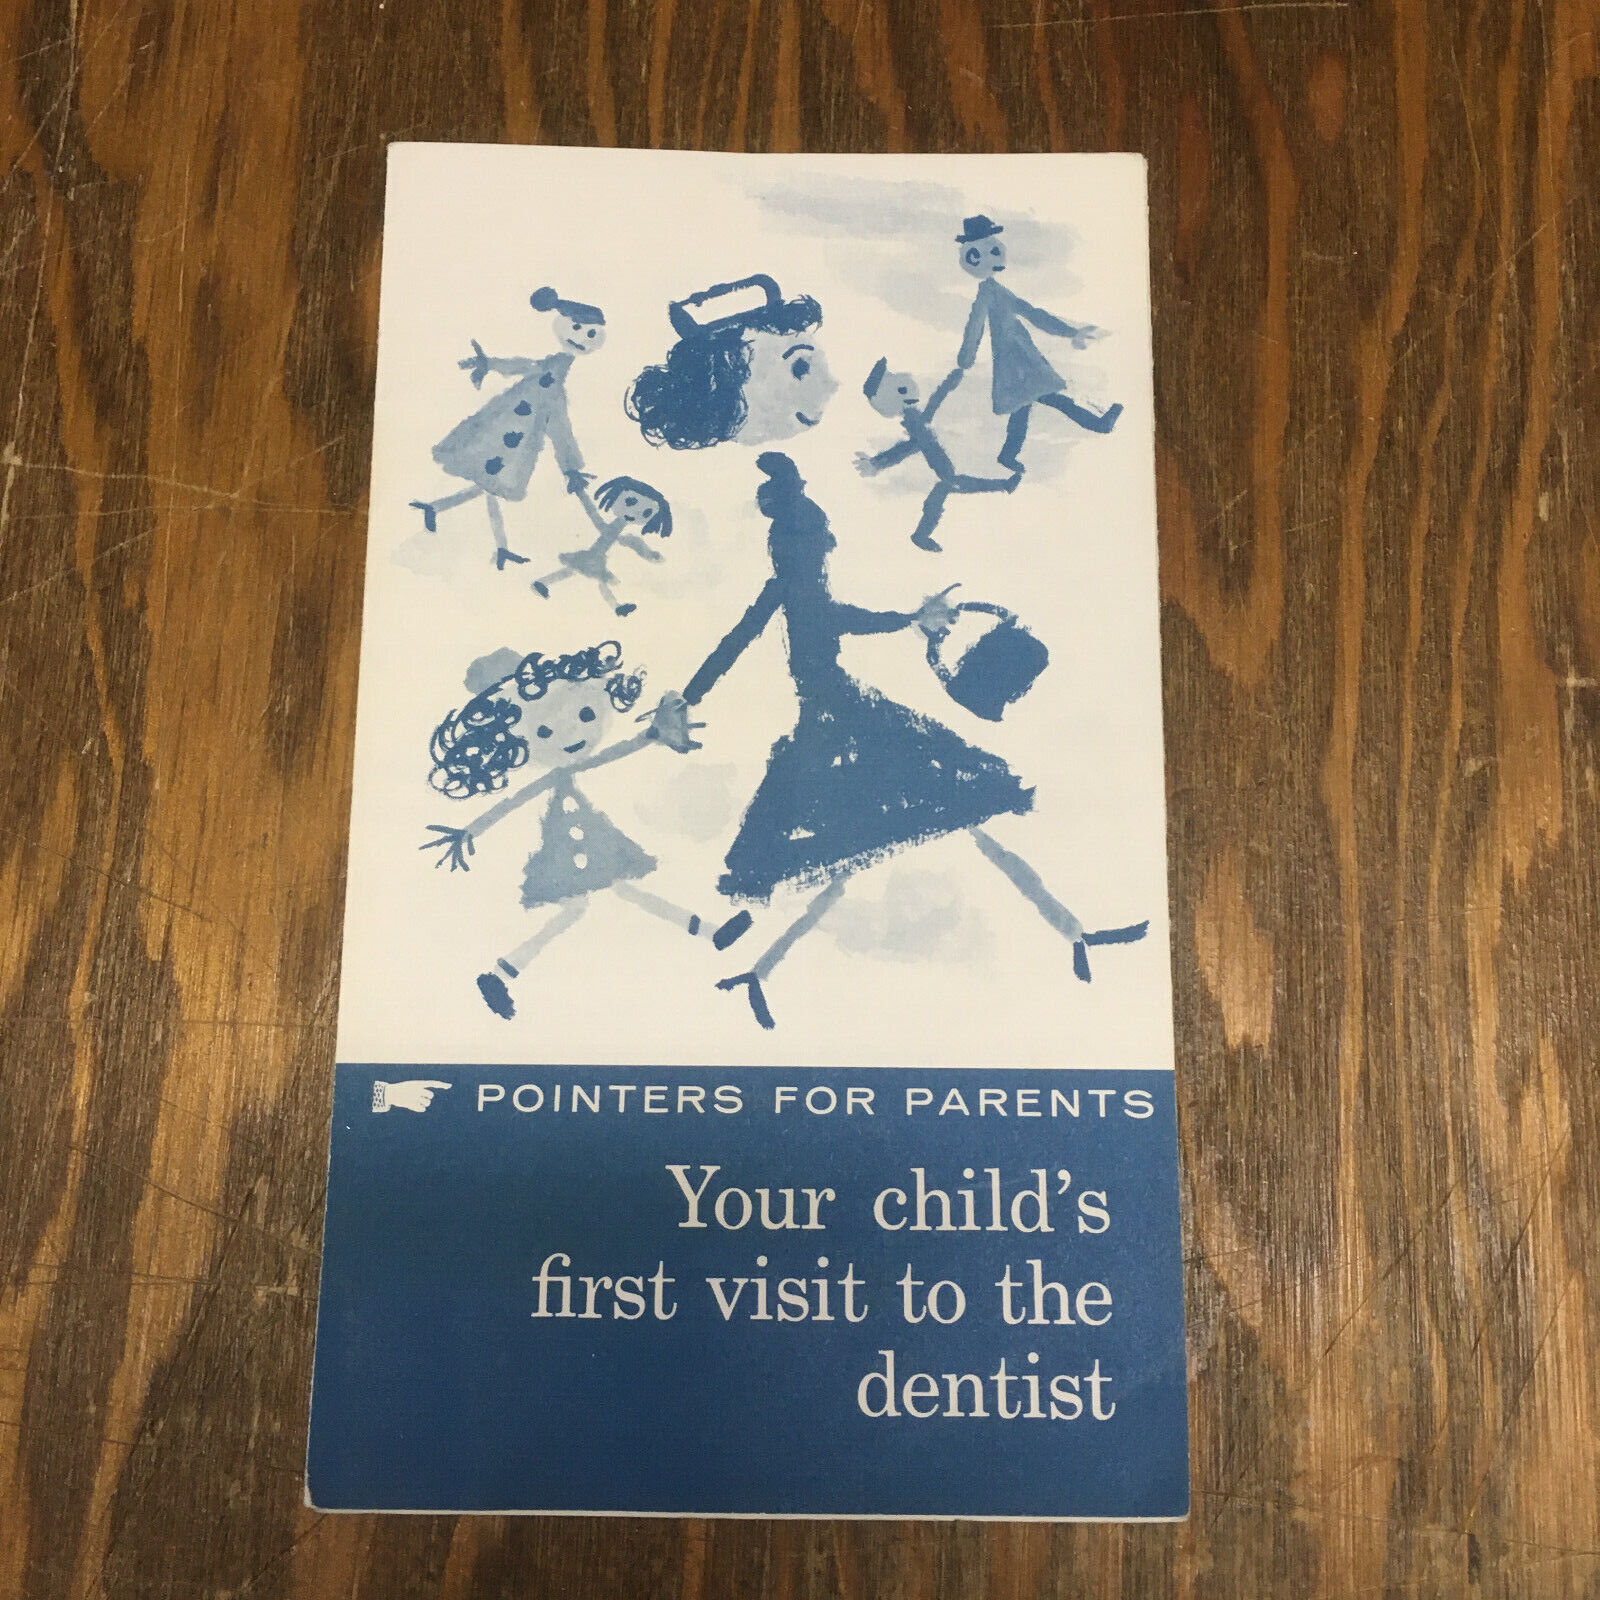 POINTERS FOR PARENTS
Your child's
first visit to the
dentist